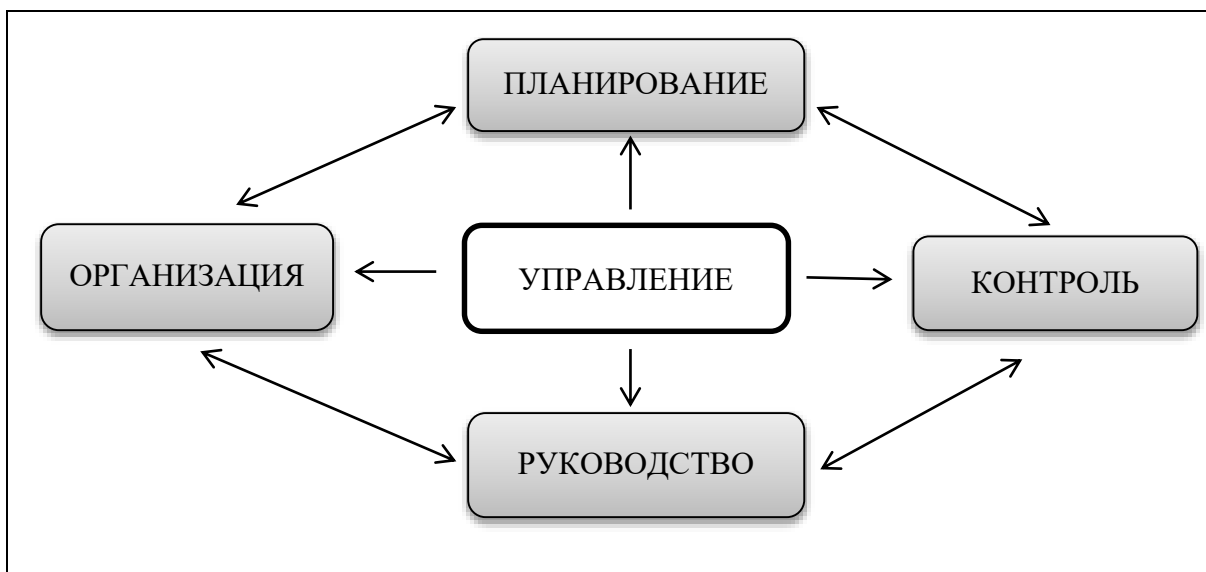 ПЛАНИРОВАНИЕ
ОРГАНИЗАЦИЯ
УПРАВЛЕНИЕ
КОНТРОЛЬ
РУКОВОДСТВО